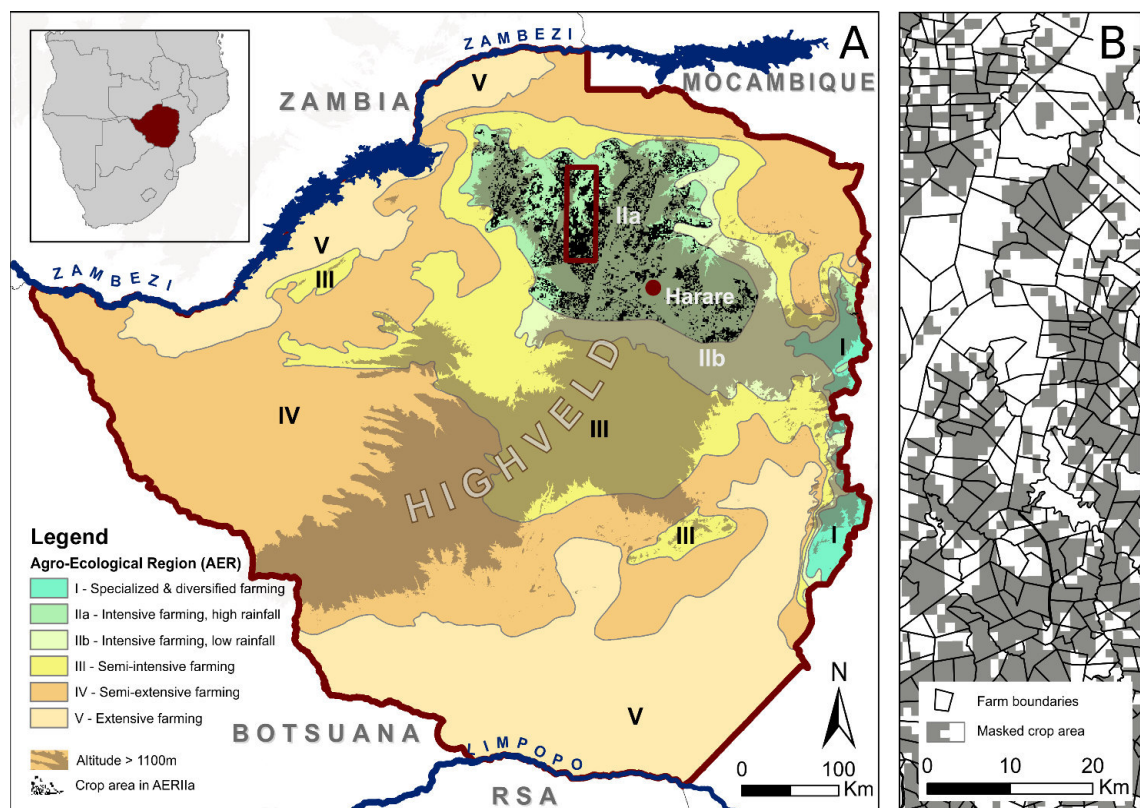 ZAMBEZI
A
B
MOCAMBIQUE
ZAMBIA
V
IIa
V
III
ZAMBEZI
Harare
I
IIb
IV
III
HIGHVELD
III
I
Legend
Agro-Ecological Region (AER)
I - Specialized & diversified farming
IIa - Intensive farming, high rainfall
IIb - Intensive farming, low rainfall
III - Semi-intensive farming
IV - Semi-extensive farming
V - Extensive farming
Altitude > 1100m
Crop area in AERIIa
BOTSUANA
LIMPOPO
RSA
V
N
0 100
Km
Farm boundaries
Masked crop area
0 10 20
Km